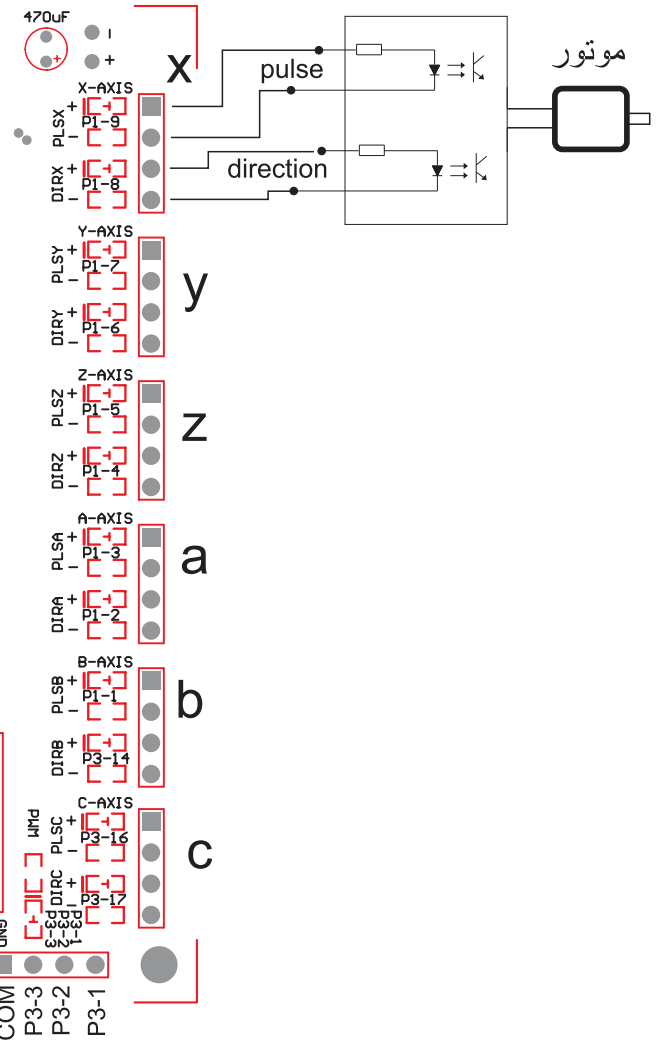 470uF
-
+
x
موتور
X-AXIS
PLSX + -
P1-9
pulse
DIRX + -
P1-8
direction
Y-AXIS
PLSY + -
P1-7
y
DIRY + -
P1-6
Z-AXIS
PLSZ + -
P1-5
z
DIRZ + -
P1-4
A-AXIS
PLSA + -
P1-3
a
DIRA + -
P1-2
B-AXIS
PLSB + -
P1-1
b
DIRB + -
P3-14
C-AXIS
PWM
PLSC + -
P3-16
c
DIRC + -
P3-17
GND
P3-3
P3-2
P3-1
COM
P3-3
P3-2
P3-1